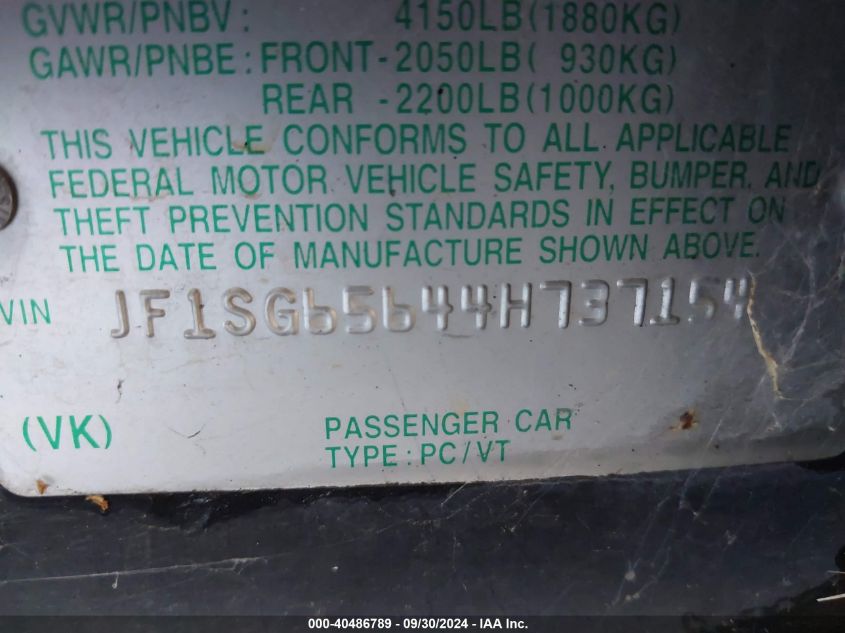 GVWR/PNBV: 4150LB(1880KG)
GAWR/PNBE: FRONT-2050LB( 930KG)
REAR -2200LB(1000KG)
THIS VEHICLE CONFORMS TO ALL APPLICABLE
FEDERAL MOTOR VEHICLE SAFETY, BUMPER, AND
THEFT PREVENTION STANDARDS IN EFFECT ON
THE DATE OF MANUFACTURE SHOWN ABOVE.
VIN JF1SG65644H737154
(VK) PASSENGER CAR
TYPE: PC/VT
000-40486789 - 09/30/2024 - IAA Inc.